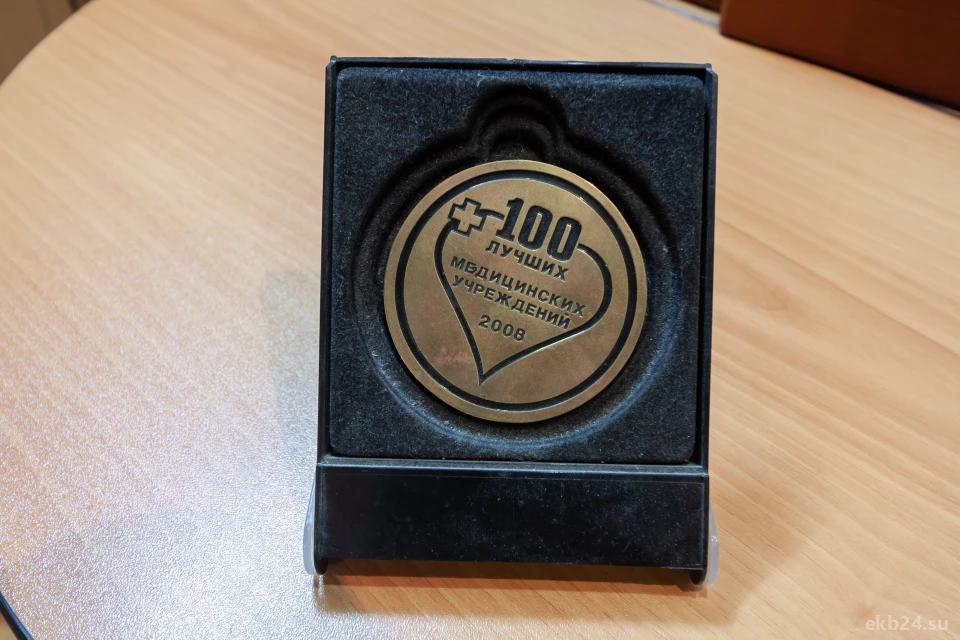 100
ЛУЧШИХ
МЕДИЦИНСКИХ
УЧРЕЖДЕНИЙ
2008
ekb24.su